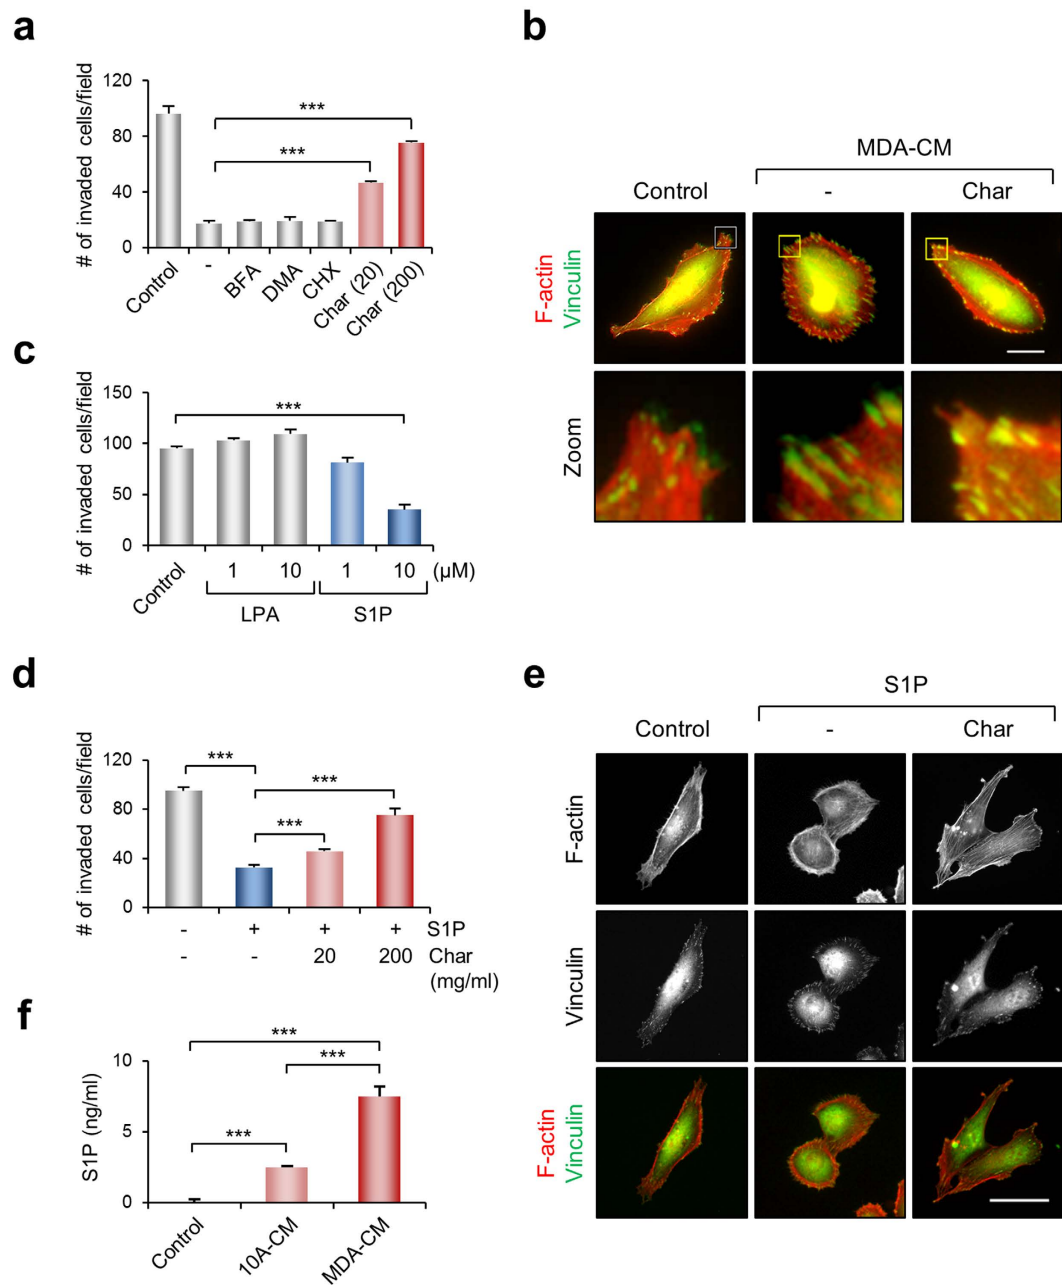 a
# of invaded cells/field
120
80
40
0
***
***
Control
-
BFA
DMA
CHX
Char (20)
Char (200)
b
MDA-CM
Control
-
Char
F-actin
Vinculin
Zoom
c
# of invaded cells/field
150
100
50
0
***
Control
1
10
1
10
(µM)
LPA
S1P
d
# of invaded cells/field
120
80
40
0
***
***
***
- + + + S1P
- - 20 200 Char
(mg/ml)
e
S1P
Control
-
Char
F-actin
Vinculin
F-actin
Vinculin
f
S1P (ng/ml)
10
5
0
***
***
***
Control
10A-CM
MDA-CM